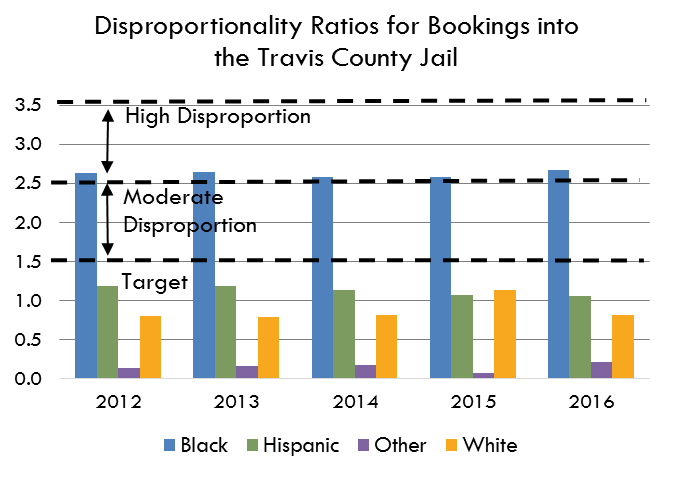 Disproportionality Ratios for Bookings into
the Travis County Jail
3.5
High Disproportion
3.0
2.5
Moderate
2.0
Disproportion
1.5
Target
1.0
0.5
0.0
2012 2013 2014 2015 2016
Black Hispanic Other White